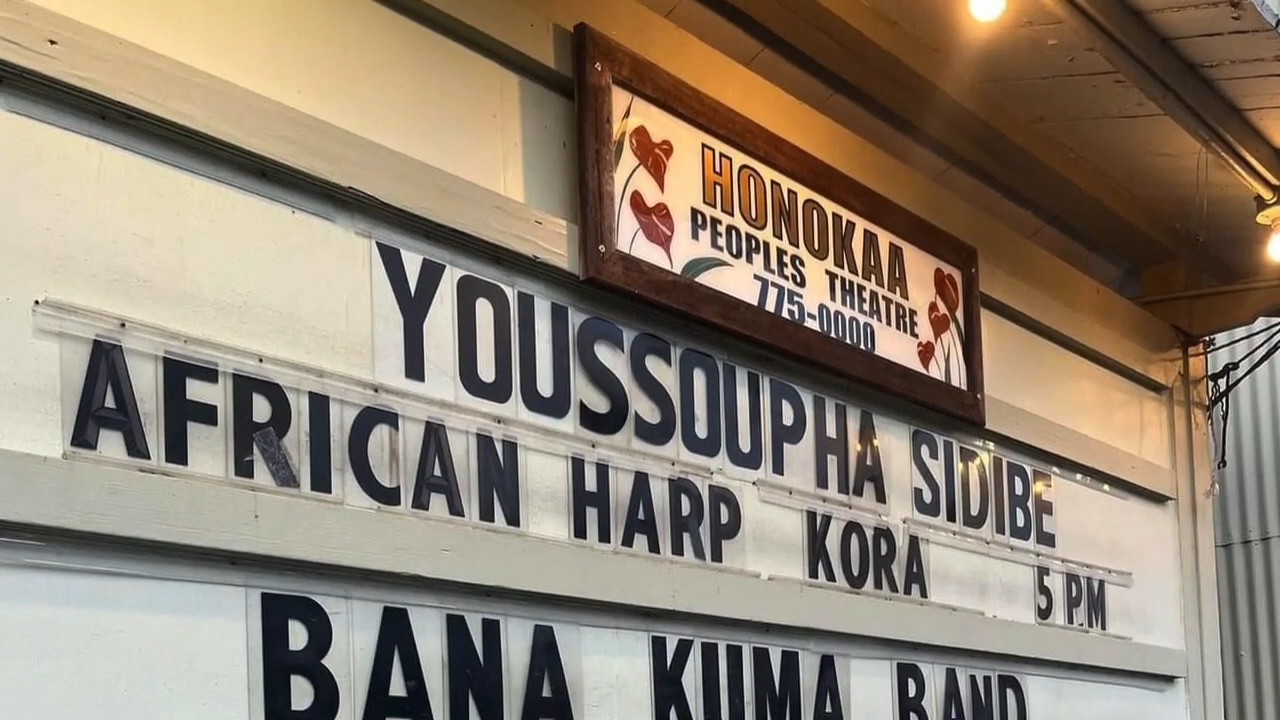 HONOKAA
PEOPLES THEATRE
775-0000
YOUSSOUPHA SIDIBE
AFRICAN HARP KORA 5 PM
BANA KUMA BAND